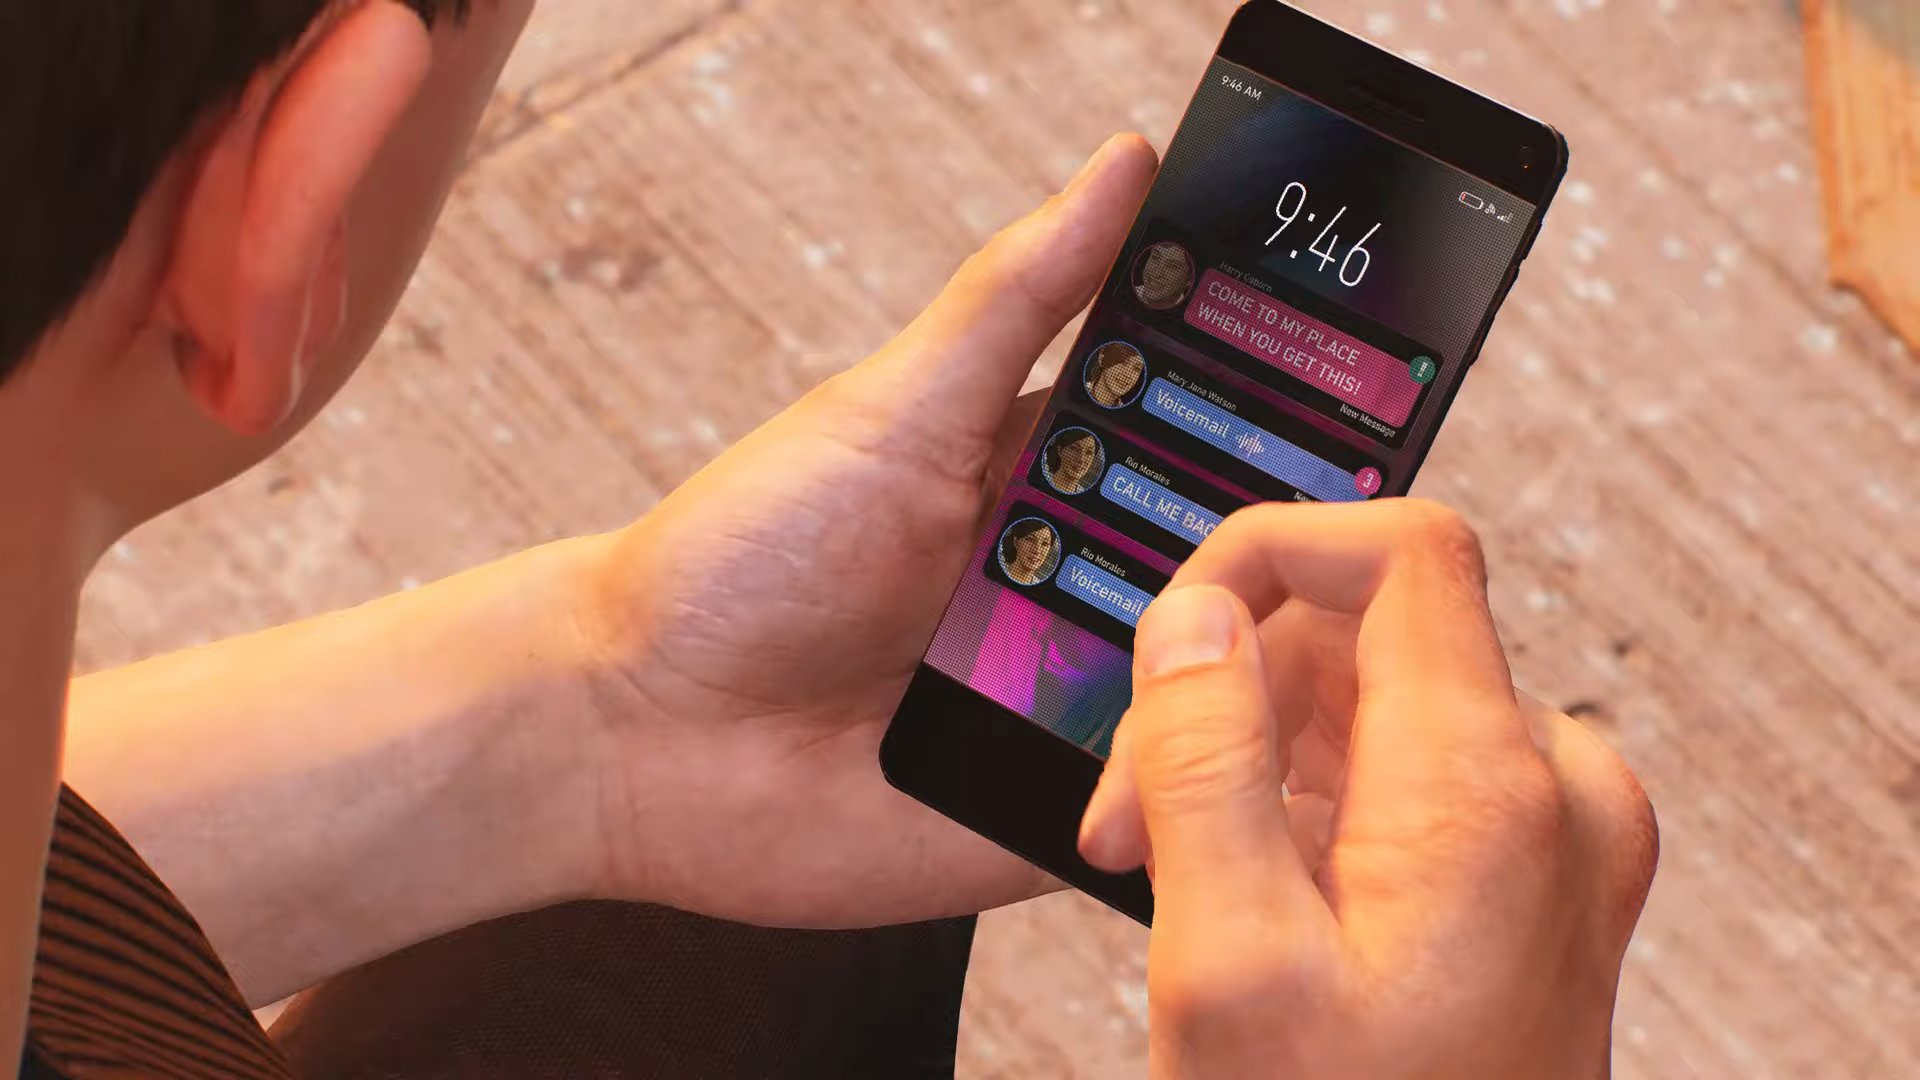 9:46 AM
9:46
Harry Osborn
COME TO MY PLACE
WHEN YOU GET THIS!
New Message
Mary Jane Watson
Voicemail
3
Rio Morales
CALL ME BAC
Rio Morales
Voicemail